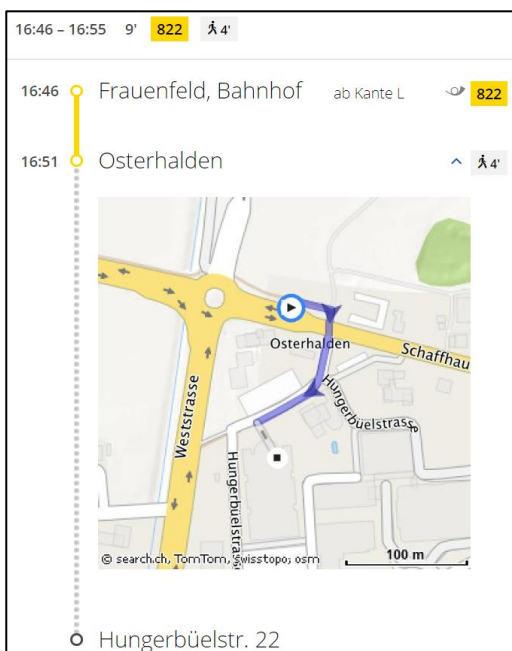 16:46 – 16:55 9' 822 4'
16:46 Frauenfeld, Bahnhof ab Kante L 822
16:51 Osterhalden 4'
Osterhalden
Schaffhau
Weststrasse
Hungerbüelstrasse
Hungerbüelstraß
© search.ch, TomTom, swisstopo, osm
100 m
Hungerbüelstr. 22